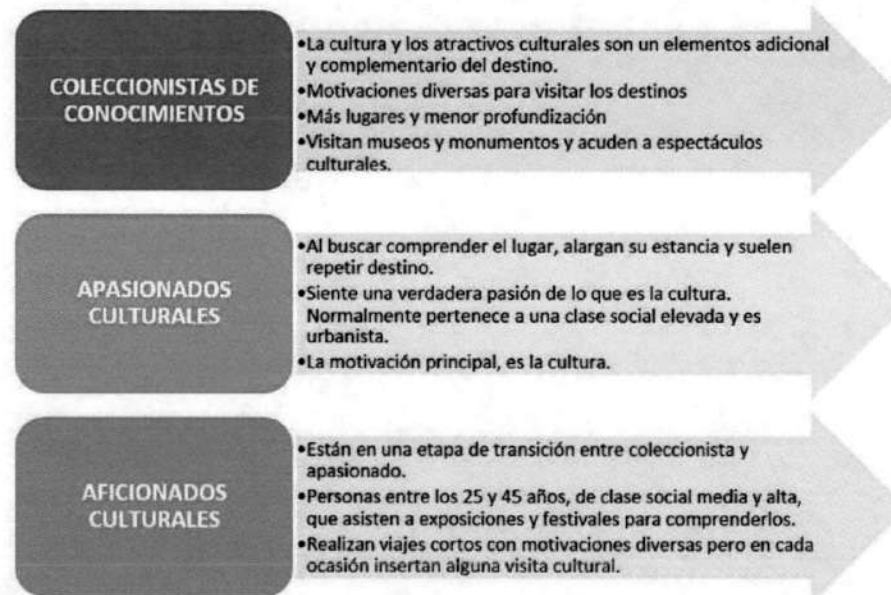 COLECCIONISTAS DE
CONOCIMIENTOS
•La cultura y los atractivos culturales son un elementos adicional
y complementario del destino.
•Motivaciones diversas para visitar los destinos
•Más lugares y menor profundización
•Visitan museos y monumentos y acuden a espectáculos
culturales.
APASIONADOS
CULTURALES
•Al buscar comprender el lugar, alargan su estancia y suelen
repetir destino.
•Siente una verdadera pasión de lo que es la cultura.
Normalmente pertenece a una clase social elevada y es
urbanista.
•La motivación principal, es la cultura.
AFICIONADOS
CULTURALES
•Están en una etapa de transición entre coleccionista y
apasionado.
•Personas entre los 25 y 45 años, de clase social media y alta,
que asisten a exposiciones y festivales para comprenderlos.
•Realizan viajes cortos con motivaciones diversas pero en cada
ocasión insertan alguna visita cultural.